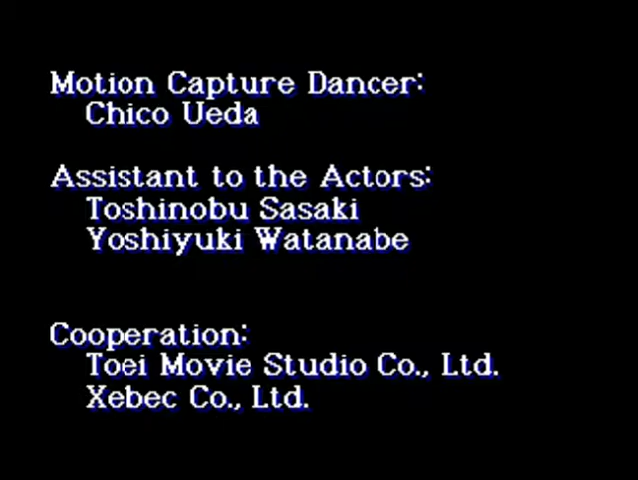 Motion Capture Dancer:
Chico Ueda
Assistant to the Actors:
Toshinobu Sasaki
Yoshiyuki Watanabe
Cooperation:
Toei Movie Studio Co., Ltd.
Xebec Co., Ltd.